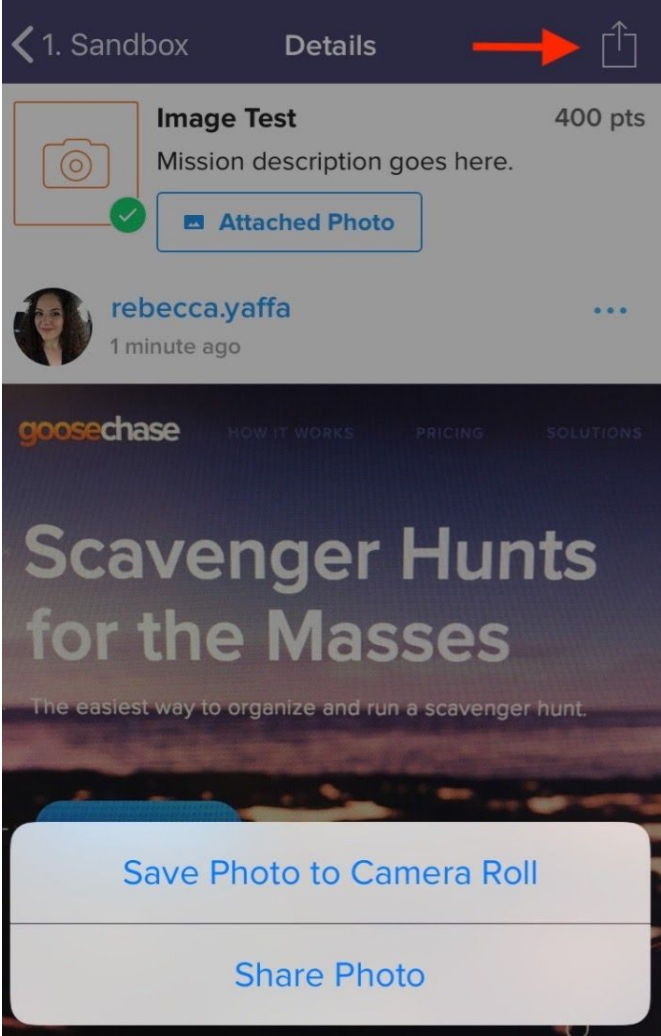 1. Sandbox Details
Image Test 400 pts
Mission description goes here.
Attached Photo
rebecca.yaffa
1 minute ago
goosechase HOW IT WORKS PRICING SOLUTIONS
Scavenger Hunts
for the Masses
The easiest way to organize and run a scavenger hunt.
Save Photo to Camera Roll
Share Photo